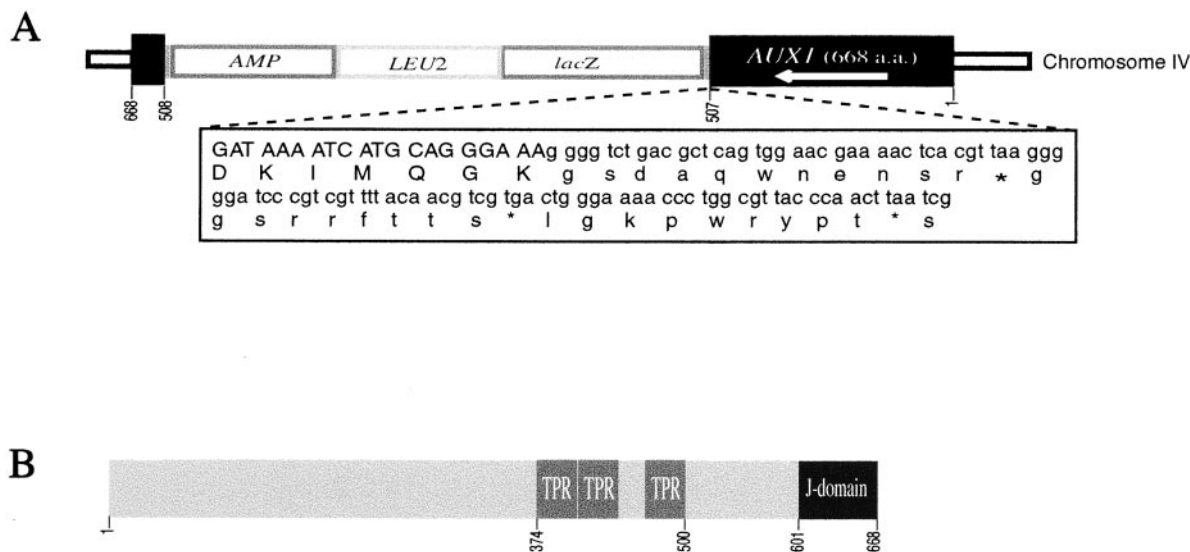 A
AMP LEU2 lacZ AUX1 (668 a.a.) Chromosome IV
668 508 507 1
GAT AAA ATC ATG CAG GGA AAg ggg tct gac gct cag tgg aac gaa aac tca cgt taa ggg
D K I M Q G K g s d a q w n e n s r * g
gga tcc cgt cgt ttt aca acg tcg tga ctg gga aaa ccc tgg cgt tac cca act taa tcg
g s r r f t t s * l g k p w r y p t * s
B
TPR TPR TPR J-domain
1 374 500 601 668